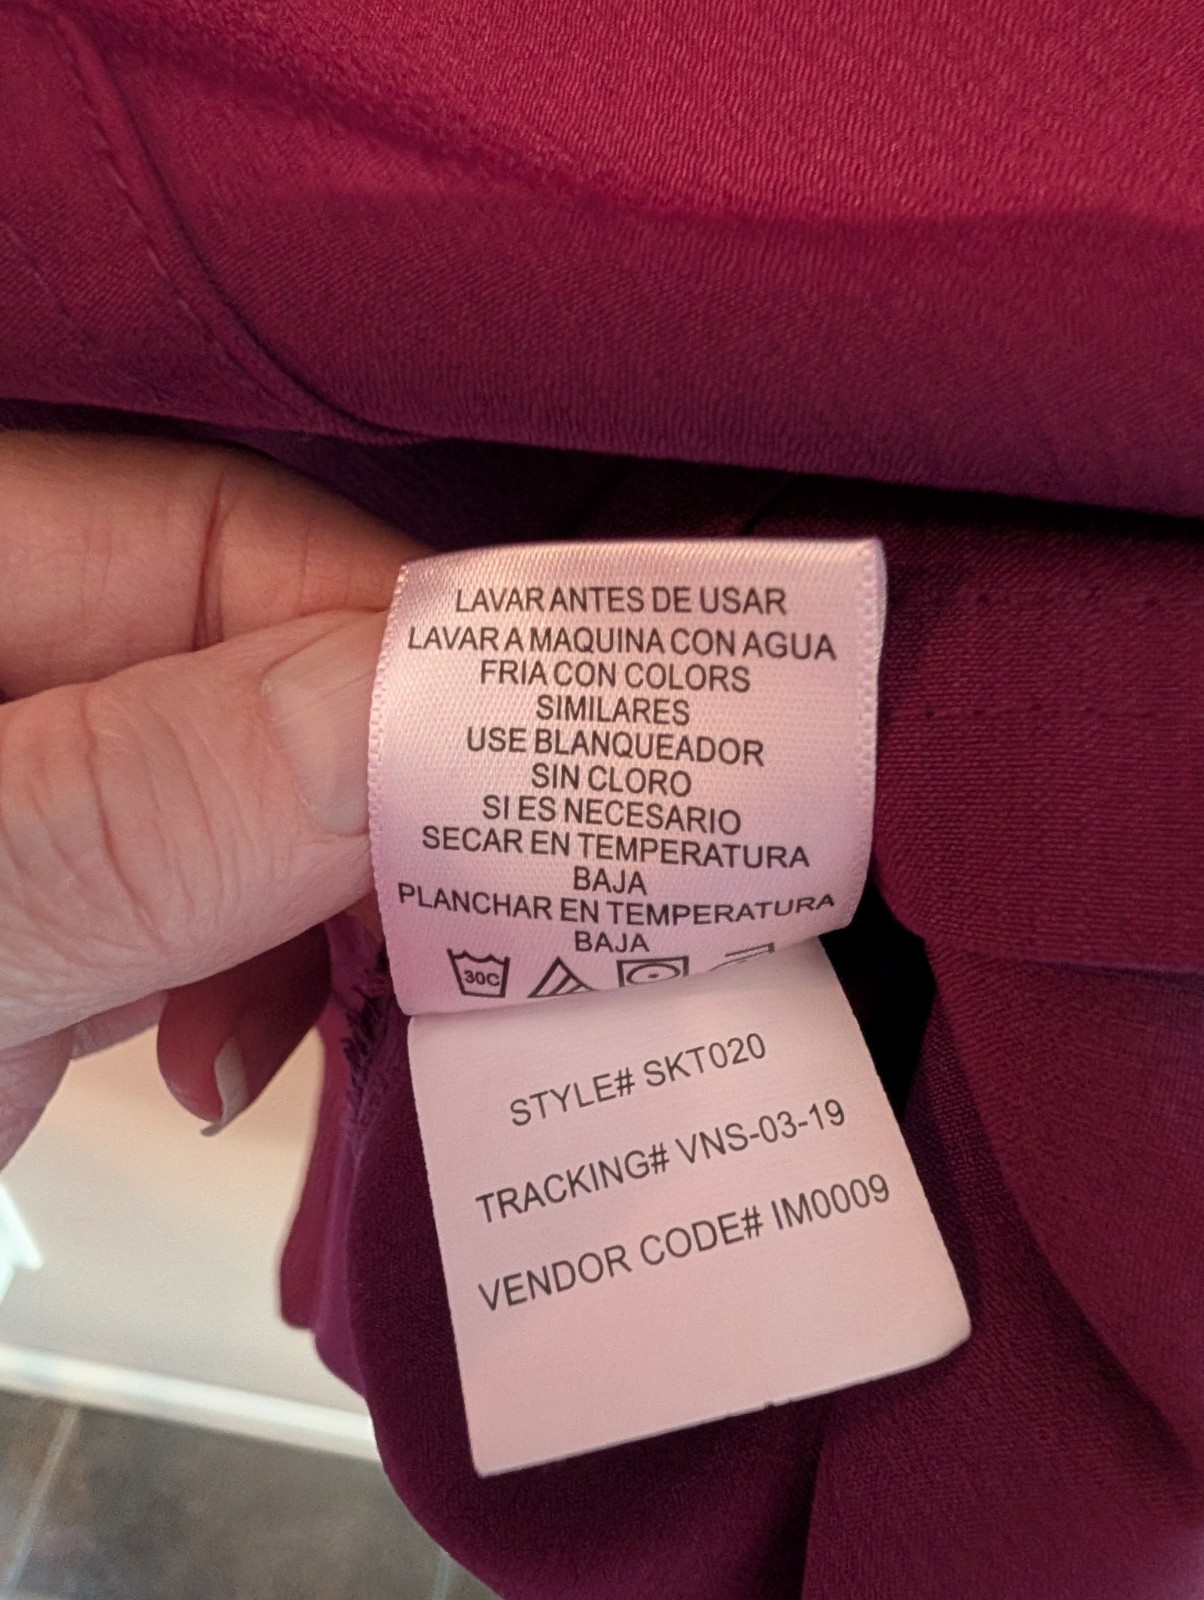 LAVAR ANTES DE USAR
LAVAR A MAQUINA CON AGUA
FRIA CON COLORS
SIMILARES
USE BLANQUEADOR
SIN CLORO
SI ES NECESARIO
SECAR EN TEMPERATURA
BAJA
PLANCHAR EN TEMPERATURA
BAJA
30C
STYLE# SKT020
TRACKING# VNS-03-19
VENDOR CODE# IM0009